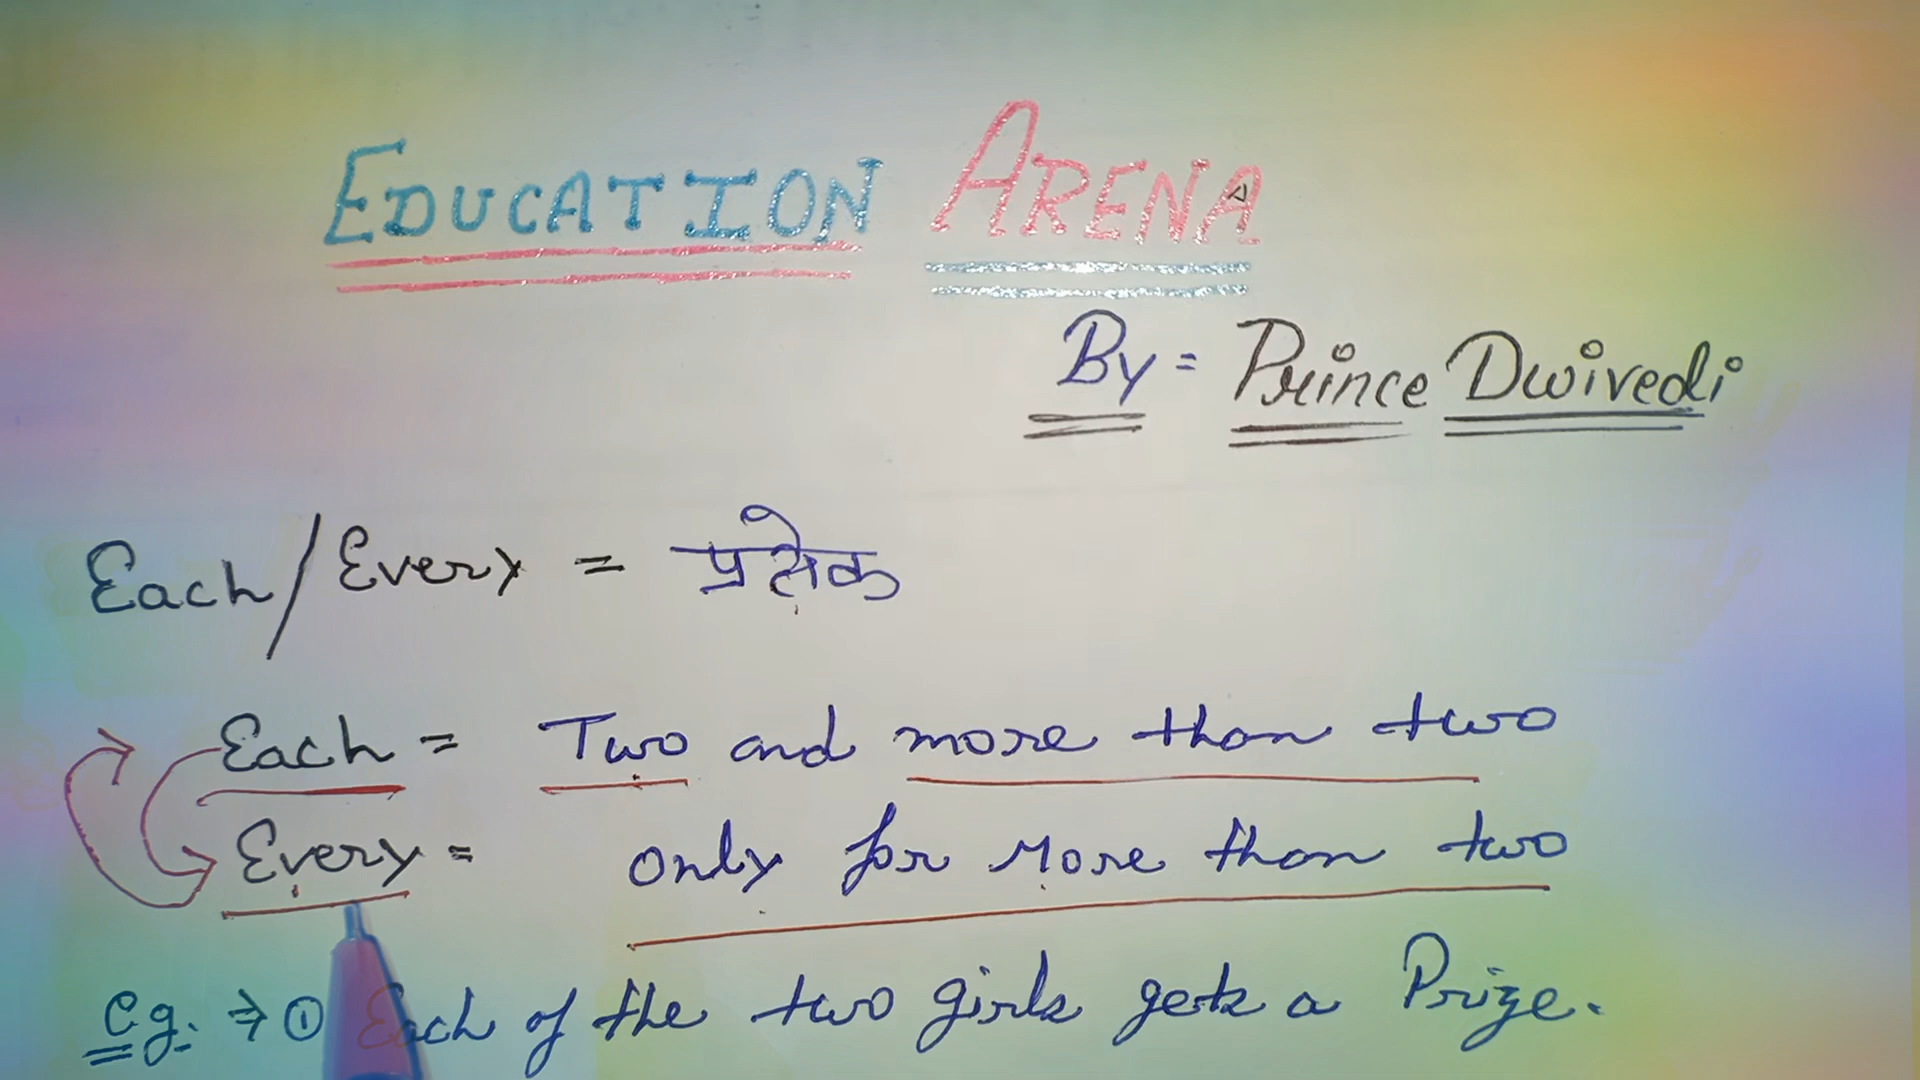 EDUCATION ARENA
By = Prince Dwivedi
Each/Every = प्रत्येक
Each = Two and more than two
Every = only for More than two
e.g. ⇒ ① Each of the two girls gets a Prize.